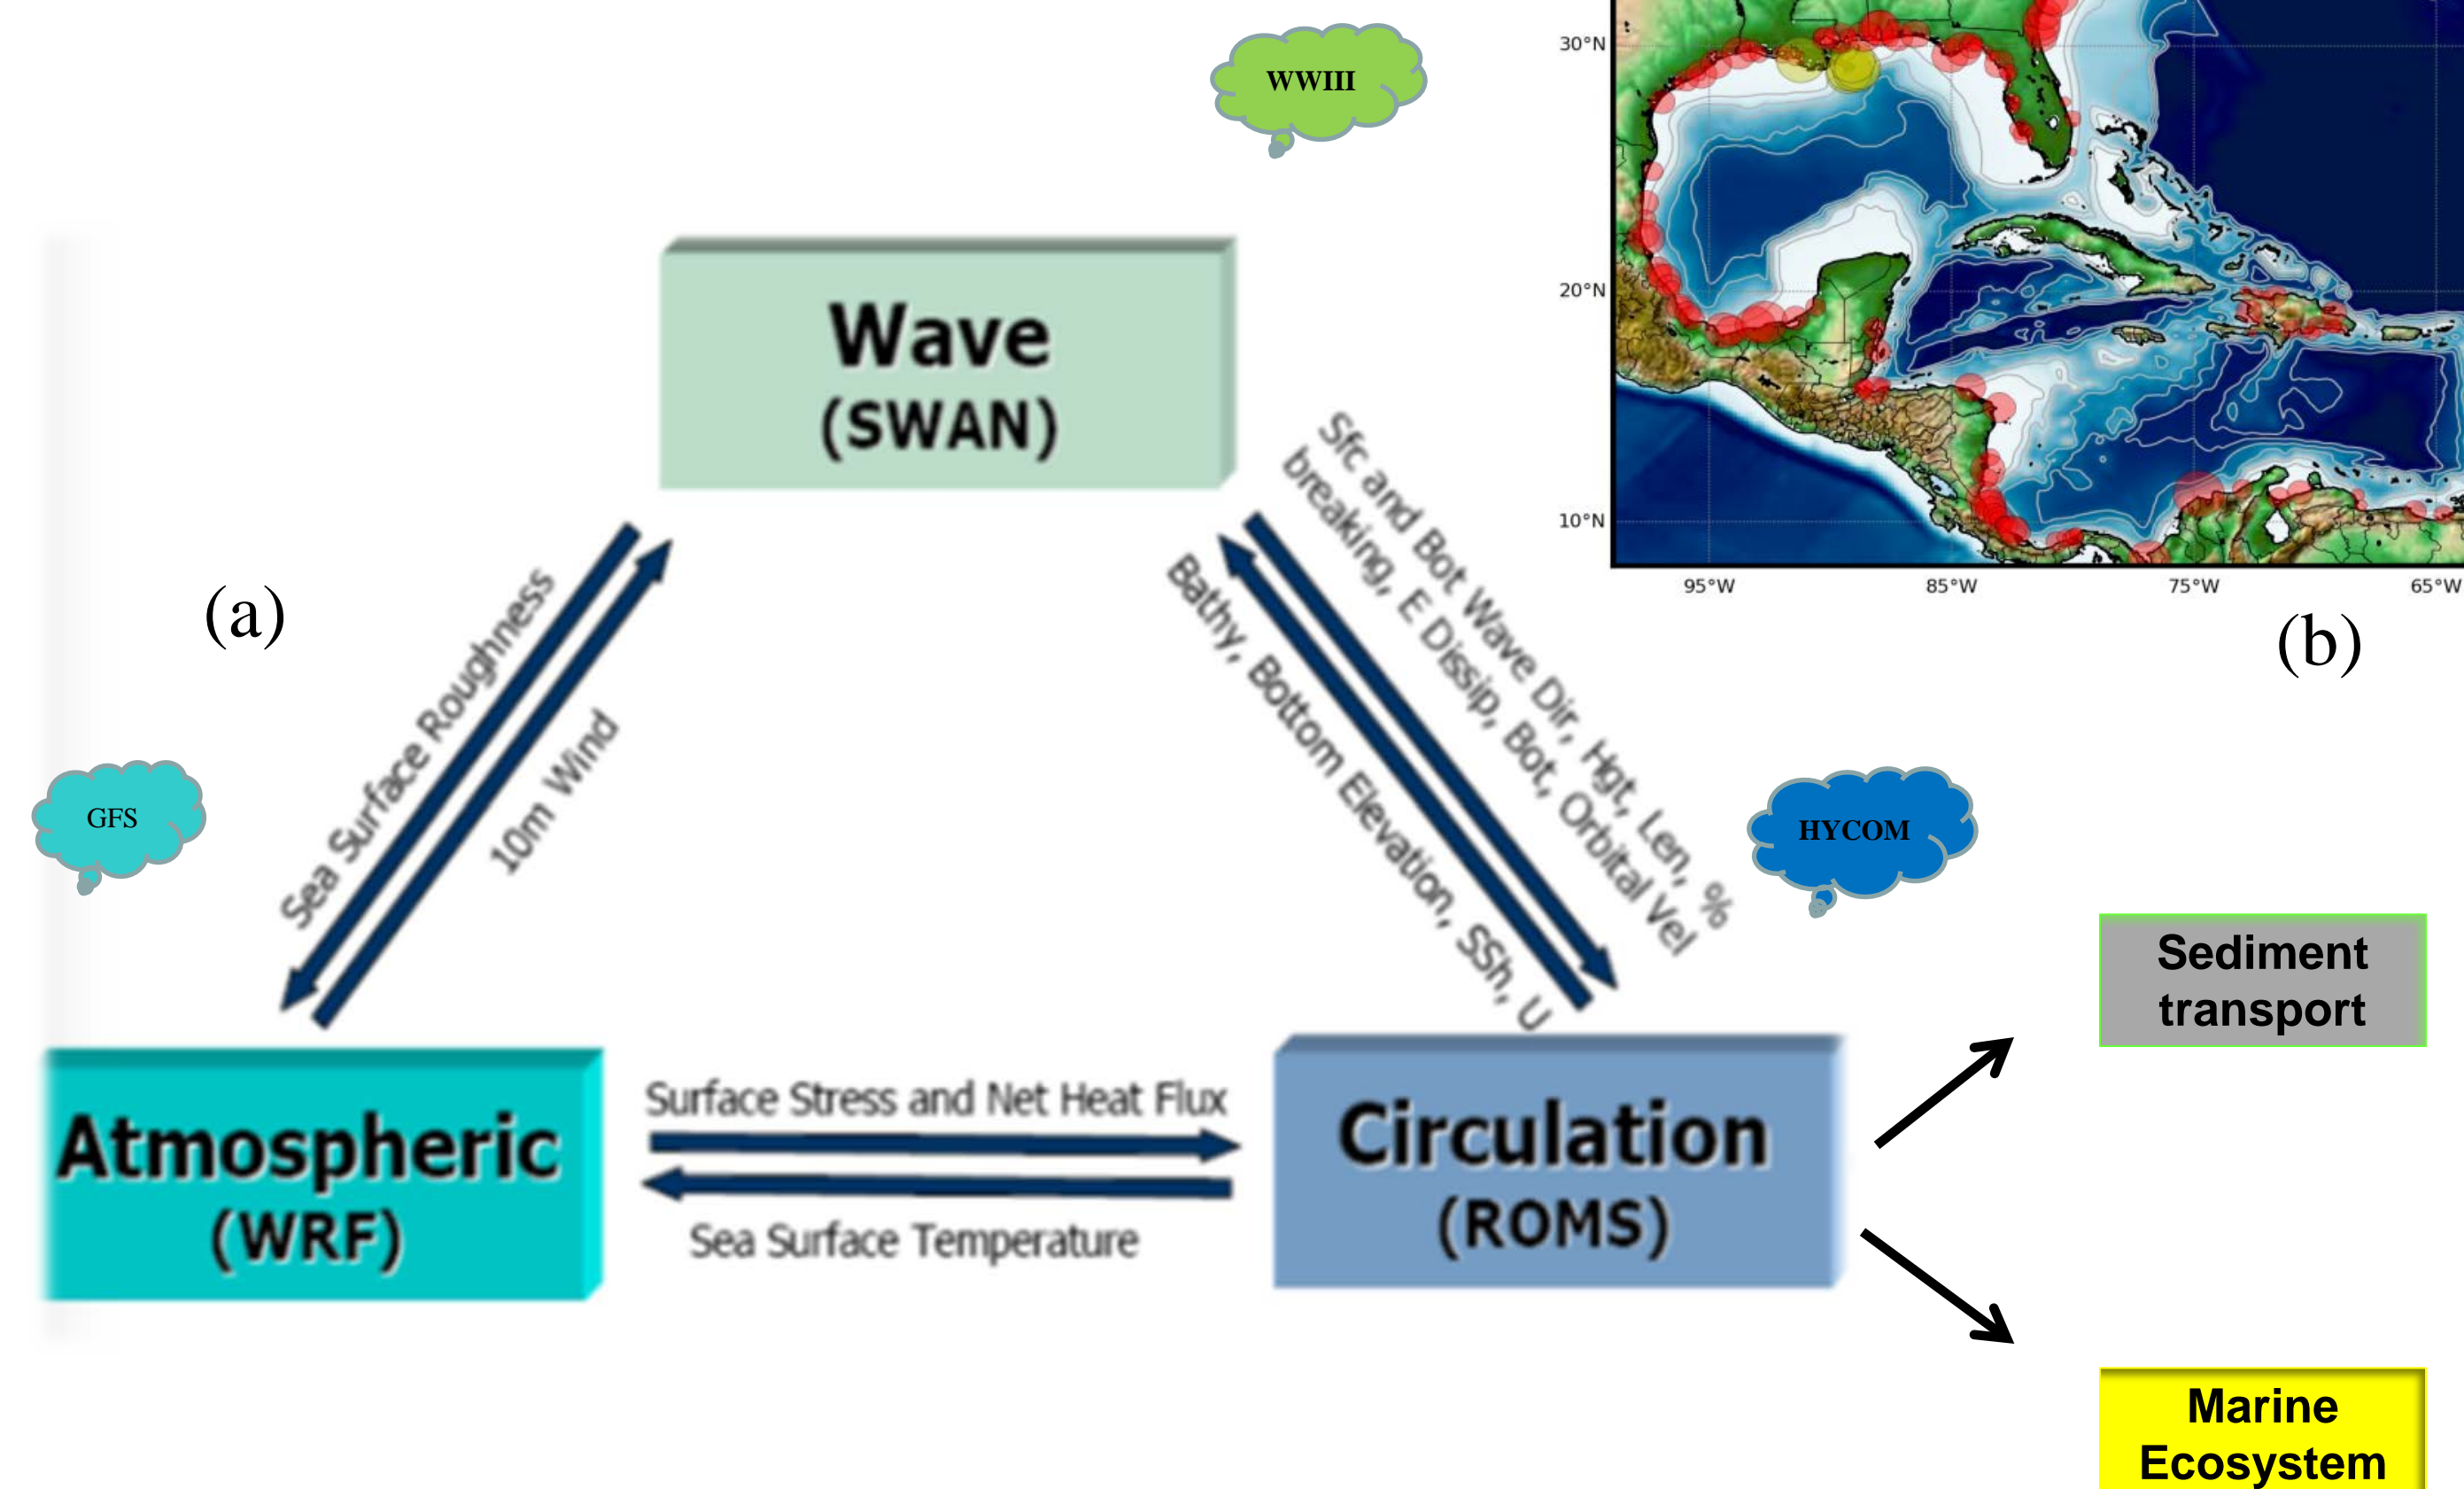 WWIII
30°N
20°N
10°N
95°W
85°W
75°W
65°W
Wave
(SWAN)
(a)
(b)
Sea Surface Roughness
10m Wind
Sfc and Bot Wave Dir, Hgt, Len, %
breaking, E Dissip, Bot, Orbital Vel
Bathy, Bottom Elevation, SSh, U
GFS
HYCOM
Sediment
transport
Atmospheric
(WRF)
Surface Stress and Net Heat Flux
Sea Surface Temperature
Circulation
(ROMS)
Marine
Ecosystem